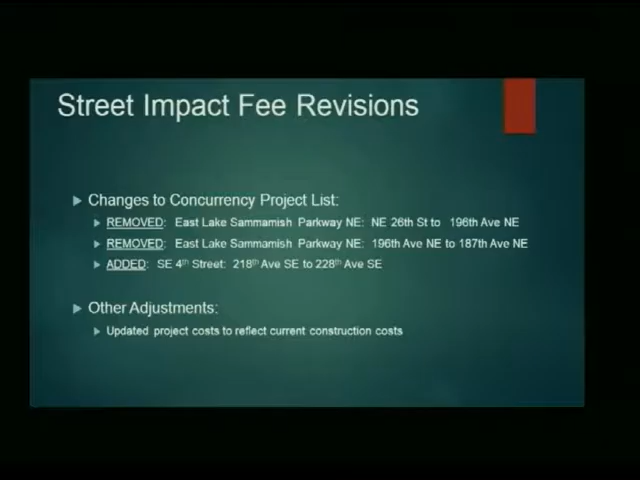 Street Impact Fee Revisions
Changes to Concurrency Project List:
REMOVED: East Lake Sammamish Parkway NE: NE 26th St to 196th Ave NE
REMOVED: East Lake Sammamish Parkway NE: 196th Ave NE to 187th Ave NE
ADDED: SE 4th Street: 218th Ave SE to 228th Ave SE
Other Adjustments:
Updated project costs to reflect current construction costs